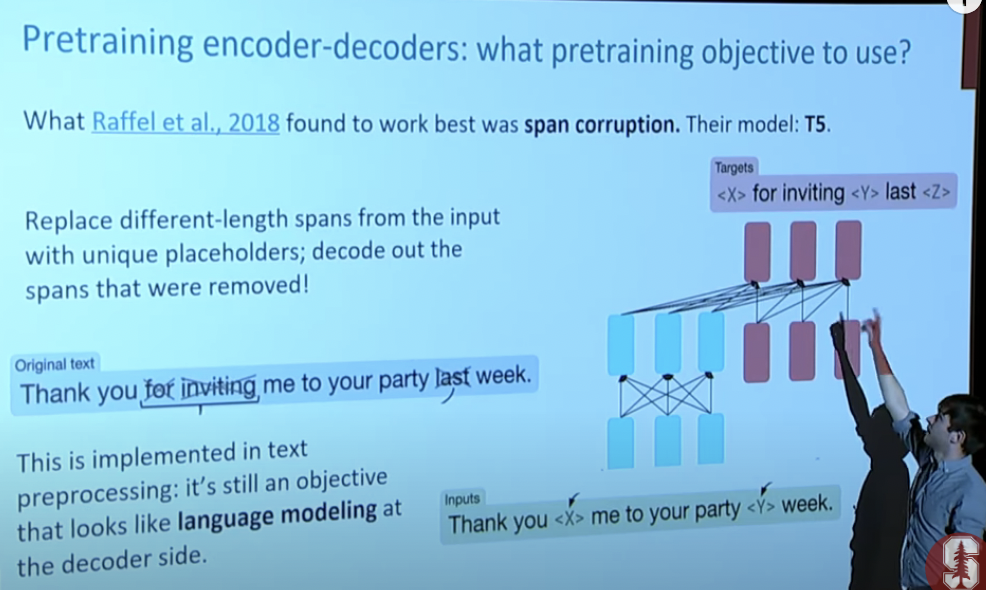 Pretraining encoder-decoders: what pretraining objective to use?
What Raffel et al., 2018 found to work best was span corruption. Their model: T5.
Targets
<X> for inviting <Y> last <Z>
Replace different-length spans from the input
with unique placeholders; decode out the
spans that were removed!
Original text
Thank you for inviting me to your party last week.
This is implemented in text
preprocessing: it's still an objective
that looks like language modeling at
the decoder side.
Inputs
Thank you <X> me to your party <Y> week.
S